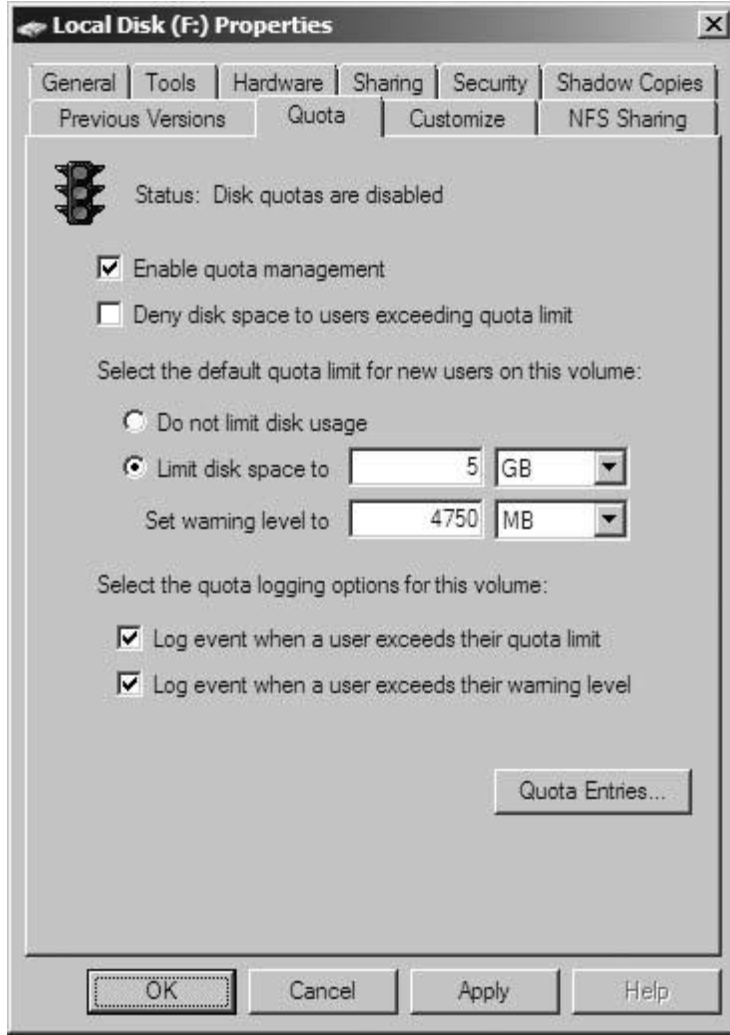 Local Disk (F:) Properties
General Tools Hardware Sharing Security Shadow Copies
Previous Versions Quota Customize NFS Sharing
Status: Disk quotas are disabled
Enable quota management
Deny disk space to users exceeding quota limit
Select the default quota limit for new users on this volume:
Do not limit disk usage
Limit disk space to 5 GB
Set warning level to 4750 MB
Select the quota logging options for this volume:
Log event when a user exceeds their quota limit
Log event when a user exceeds their warning level
Quota Entries...
OK Cancel Apply Help